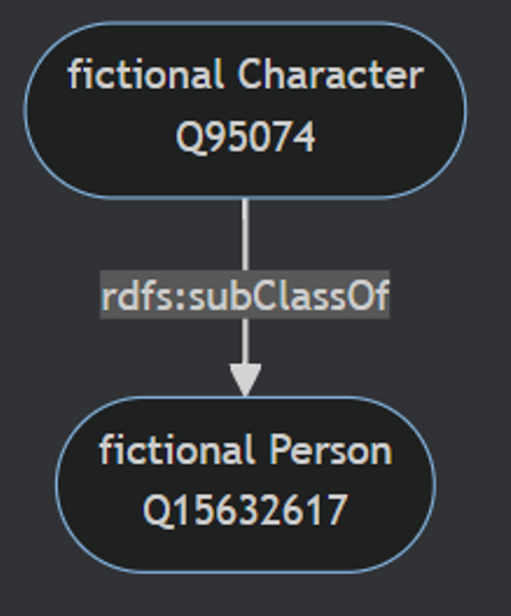 fictional Character
Q95074
rdfs:subClassOf
fictional Person
Q15632617